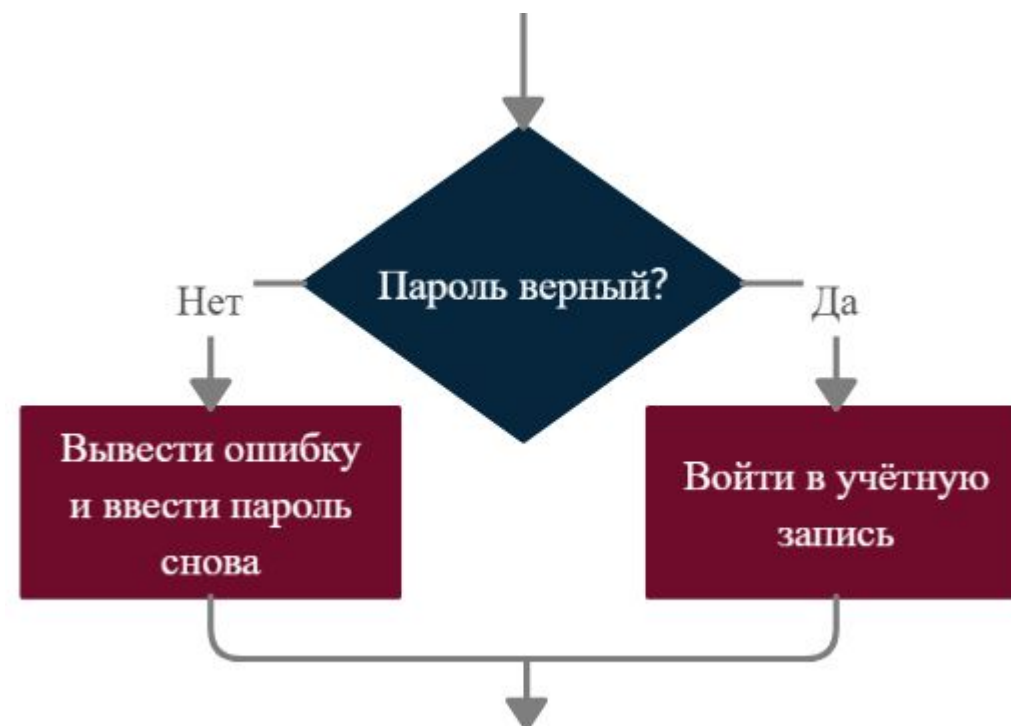 Пароль верный?
Нет
Да
Вывести ошибку
и ввести пароль
снова
Войти в учётную
запись